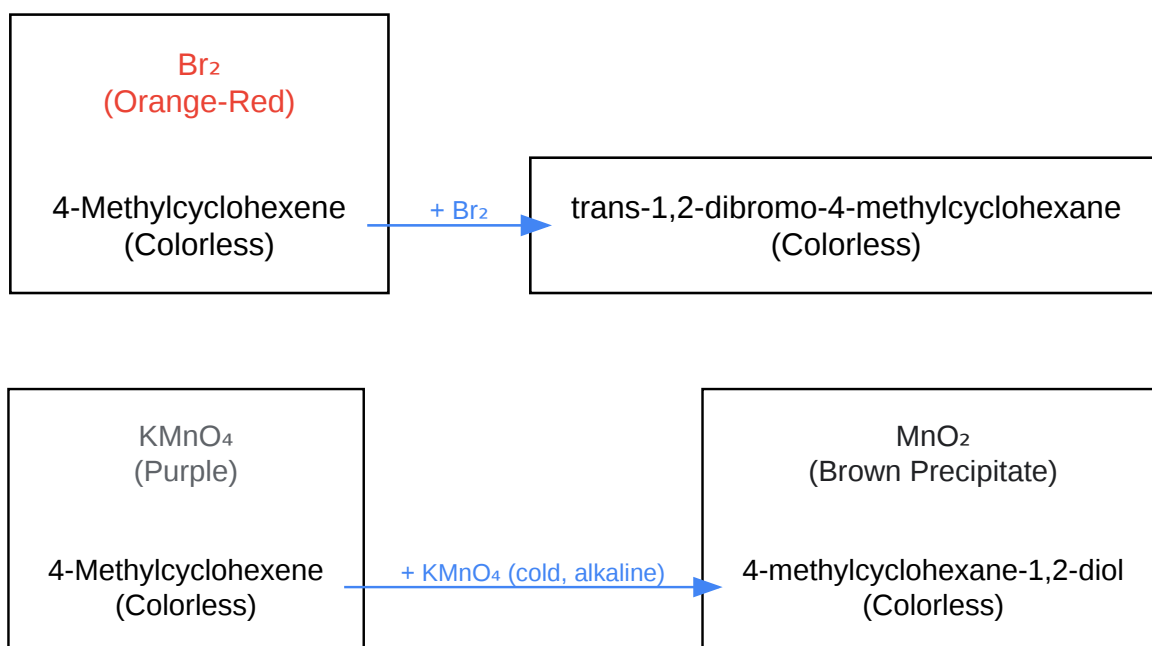 Br₂
(Orange-Red)
4-Methylcyclohexene
(Colorless)
+ Br₂
trans-1,2-dibromo-4-methylcyclohexane
(Colorless)
KMnO₄
(Purple)
4-Methylcyclohexene
(Colorless)
+ KMnO₄ (cold, alkaline)
MnO₂
(Brown Precipitate)
4-methylcyclohexane-1,2-diol
(Colorless)